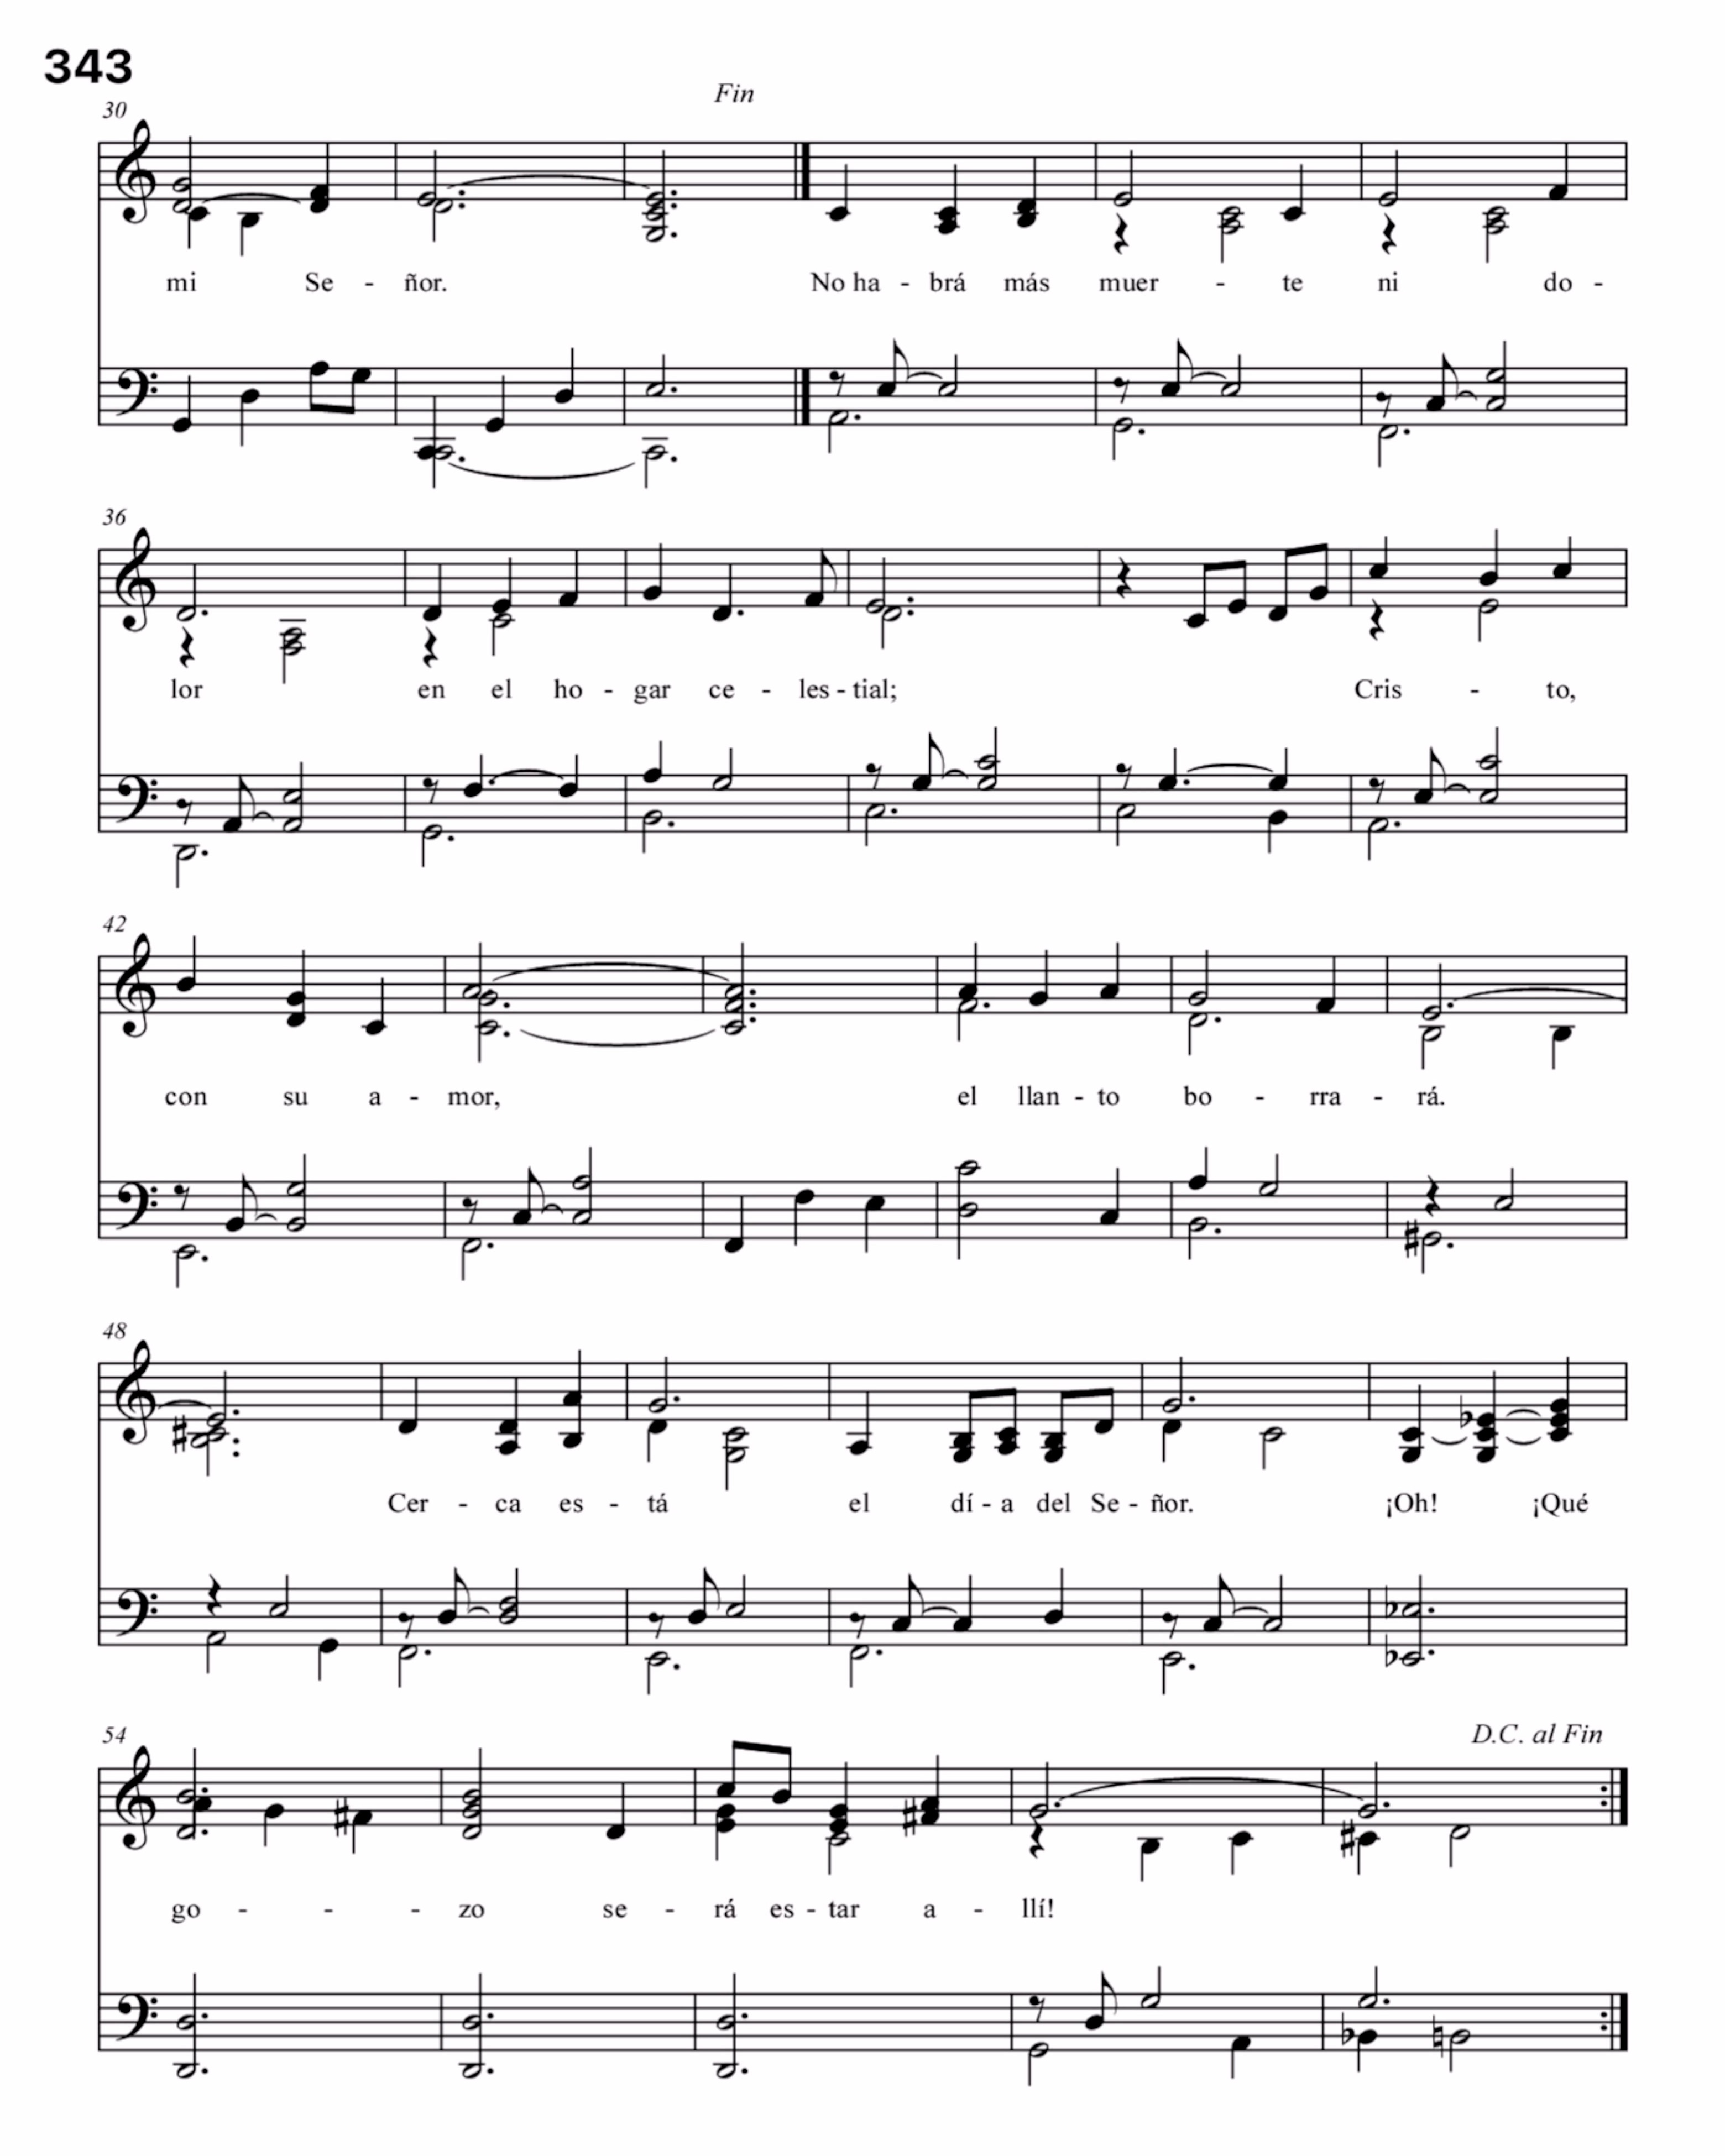 343
30
Fin
mi Se - ñor. No ha - brá más muer - te ni do -
36
lor en el ho - gar ce - les - tial; Cris - to,
42
con su a - mor, el llan - to bo - rra - rá.
48
Cer - ca es - tá el dí - a del Se - ñor. ¡Oh! ¡Qué
54
D.C. al Fin
go - - - zo se - rá es - tar a - llí!